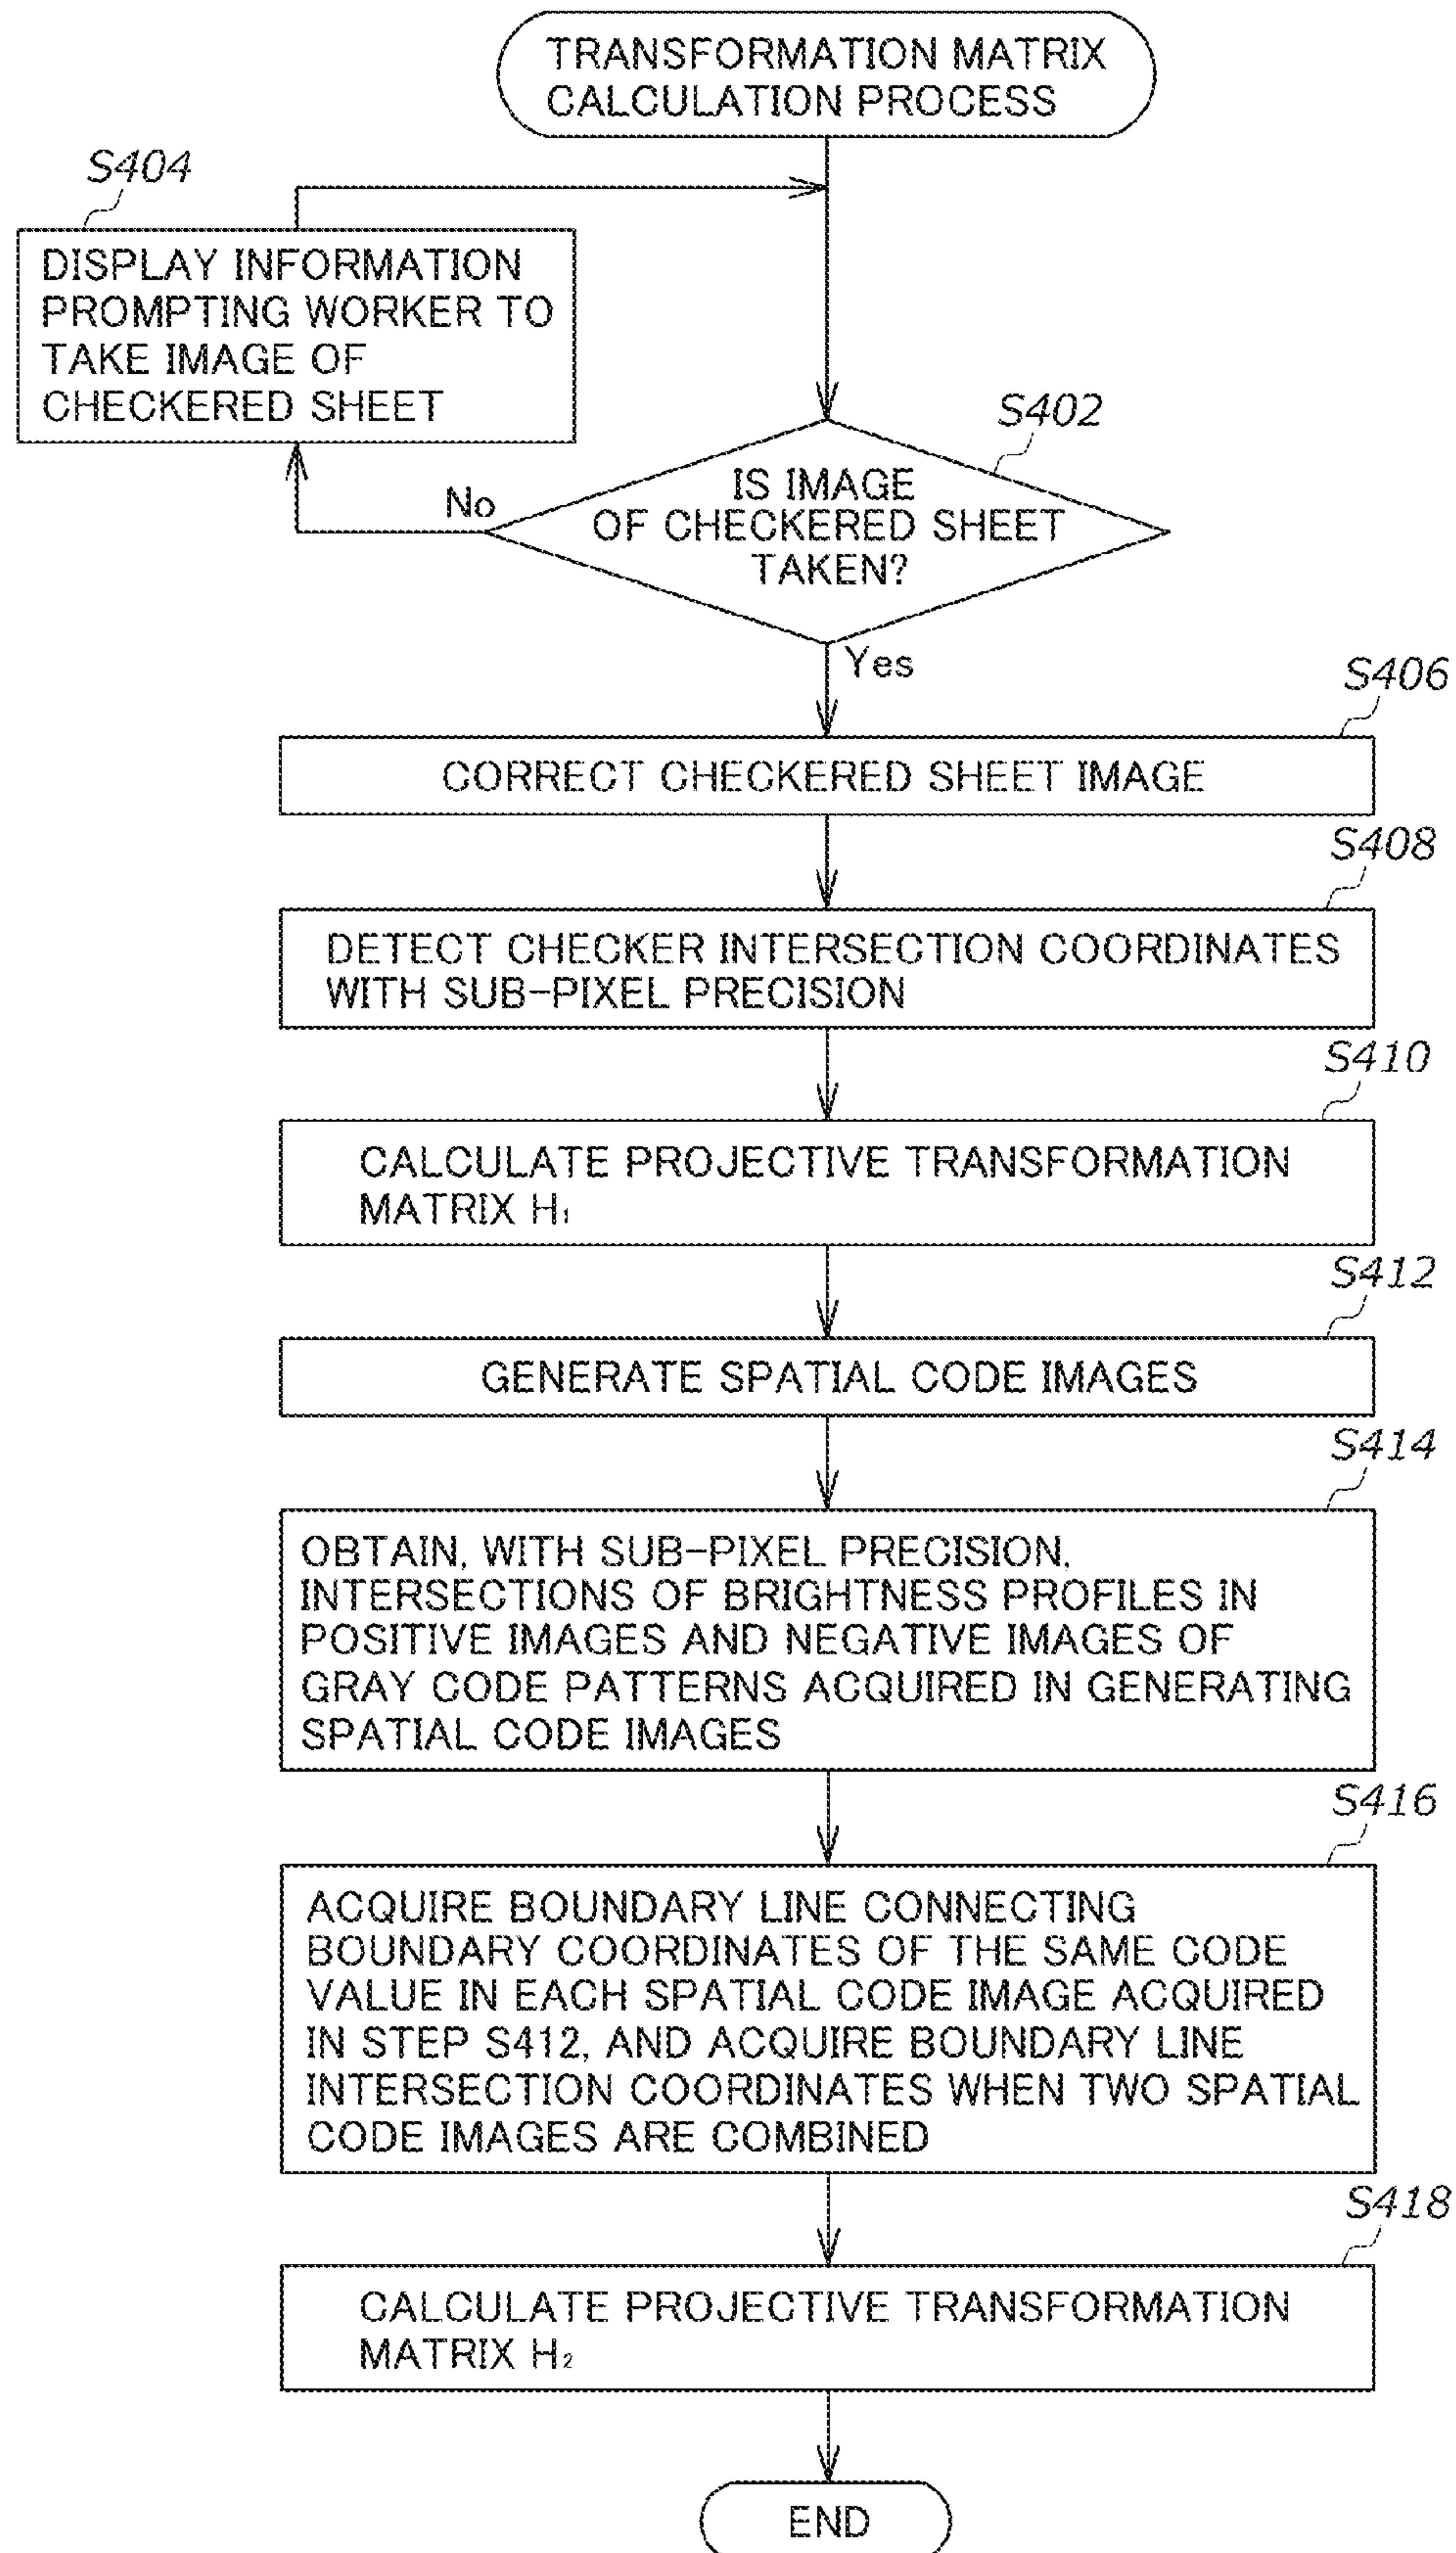 TRANSFORMATION MATRIX
CALCULATION PROCESS
S404
DISPLAY INFORMATION
PROMPTING WORKER TO
TAKE IMAGE OF
CHECKERED SHEET
S402
IS IMAGE
OF CHECKERED SHEET
TAKEN?
No
Yes
S406
CORRECT CHECKERED SHEET IMAGE
S408
DETECT CHECKER INTERSECTION COORDINATES
WITH SUB-PIXEL PRECISION
S410
CALCULATE PROJECTIVE TRANSFORMATION
MATRIX H₁
S412
GENERATE SPATIAL CODE IMAGES
S414
OBTAIN, WITH SUB-PIXEL PRECISION,
INTERSECTIONS OF BRIGHTNESS PROFILES IN
POSITIVE IMAGES AND NEGATIVE IMAGES OF
GRAY CODE PATTERNS ACQUIRED IN GENERATING
SPATIAL CODE IMAGES
S416
ACQUIRE BOUNDARY LINE CONNECTING
BOUNDARY COORDINATES OF THE SAME CODE
VALUE IN EACH SPATIAL CODE IMAGE ACQUIRED
IN STEP S412, AND ACQUIRE BOUNDARY LINE
INTERSECTION COORDINATES WHEN TWO SPATIAL
CODE IMAGES ARE COMBINED
S418
CALCULATE PROJECTIVE TRANSFORMATION
MATRIX H₂
END